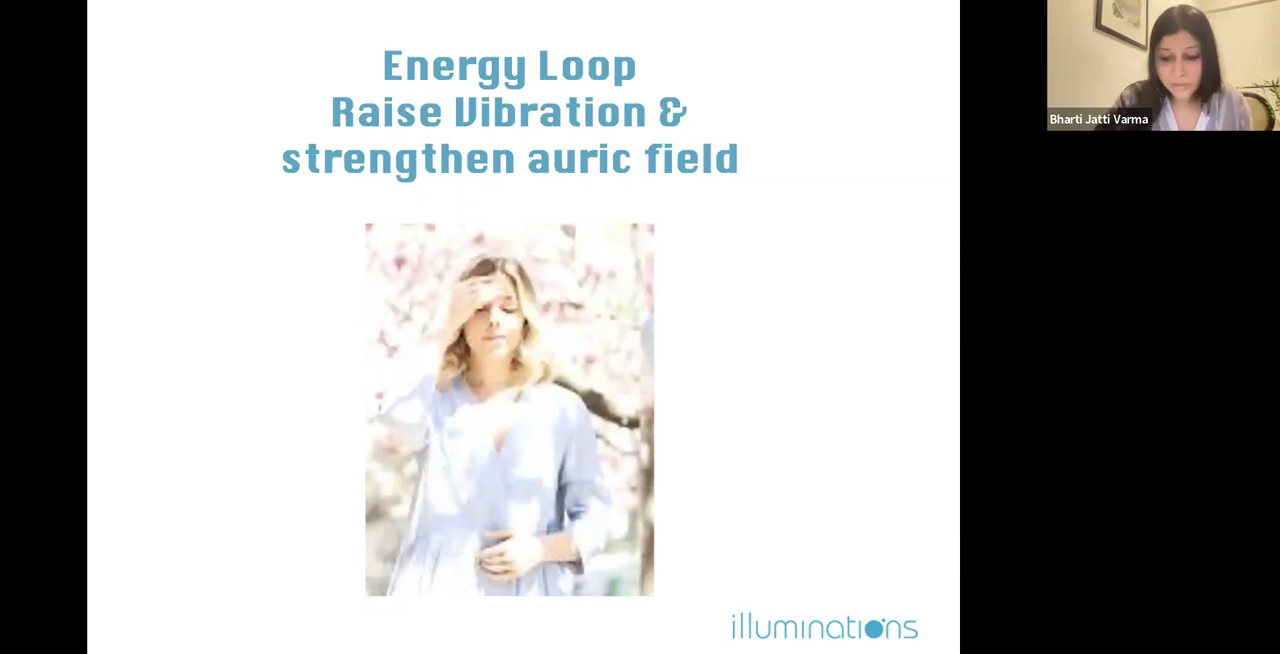 Energy Loop
Raise Vibration &
strengthen auric field
Bharti Jatti Varma
illuminations